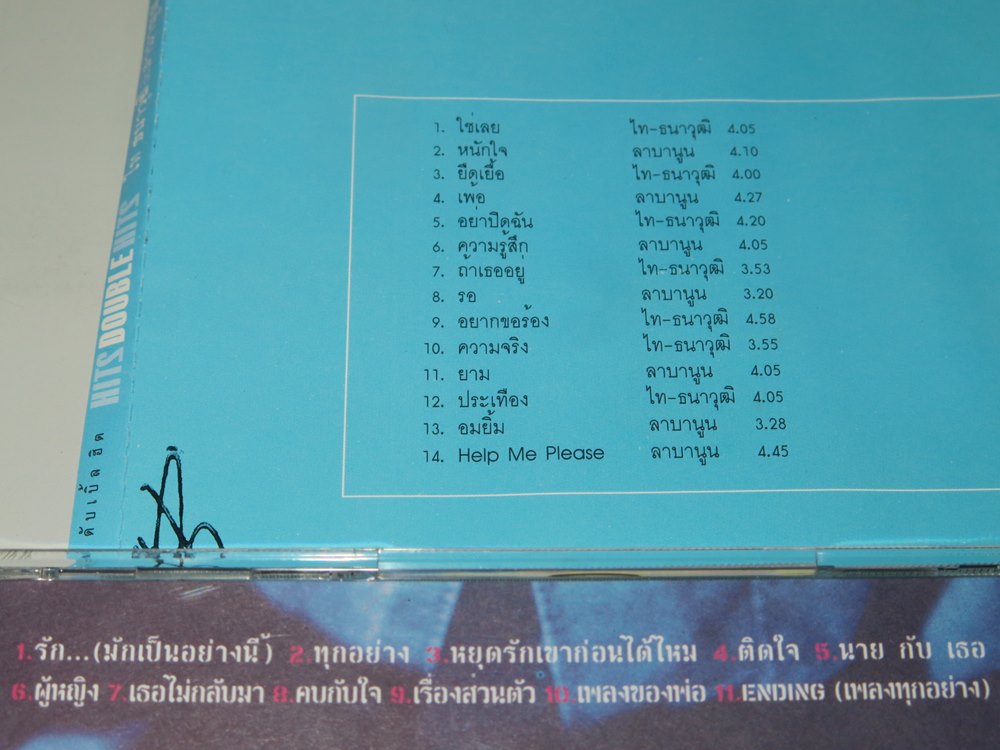 1. ใช่เลย ไท-ธนาวุฒิ 4.05
2. หนักใจ ลาบานูน 4.10
3. ยืดเยื้อ ไท-ธนาวุฒิ 4.00
4. เพ้อ ลาบานูน 4.27
5. อย่าปิดฉัน ไท-ธนาวุฒิ 4.20
6. ความรู้สึก ลาบานูน 4.05
7. ถ้าเธออยู่ ไท-ธนาวุฒิ 3.53
8. รอ ลาบานูน 3.20
9. อยากขอร้อง ไท-ธนาวุฒิ 4.58
10. ความจริง ไท-ธนาวุฒิ 3.55
11. ยาม ลาบานูน 4.05
12. ประเทือง ไท-ธนาวุฒิ 4.05
13. อมยิ้ม ลาบานูน 3.28
14. Help Me Please ลาบานูน 4.45
HITS DOUBLE HITS
ดับเบิ้ล ฮิต
1.รัก...(มักเป็นอย่างนี้) 2.ทุกอย่าง 3.หยุดรักเขาก่อนได้ไหม 4.ติดใจ 5.นาย กับ เธอ
6.ผู้หญิง 7.เธอไม่กลับมา 8.คบกับใจ 9.เรื่องส่วนตัว 10.เพลงของพ่อ 11.ENDING (เพลงทุกอย่าง)